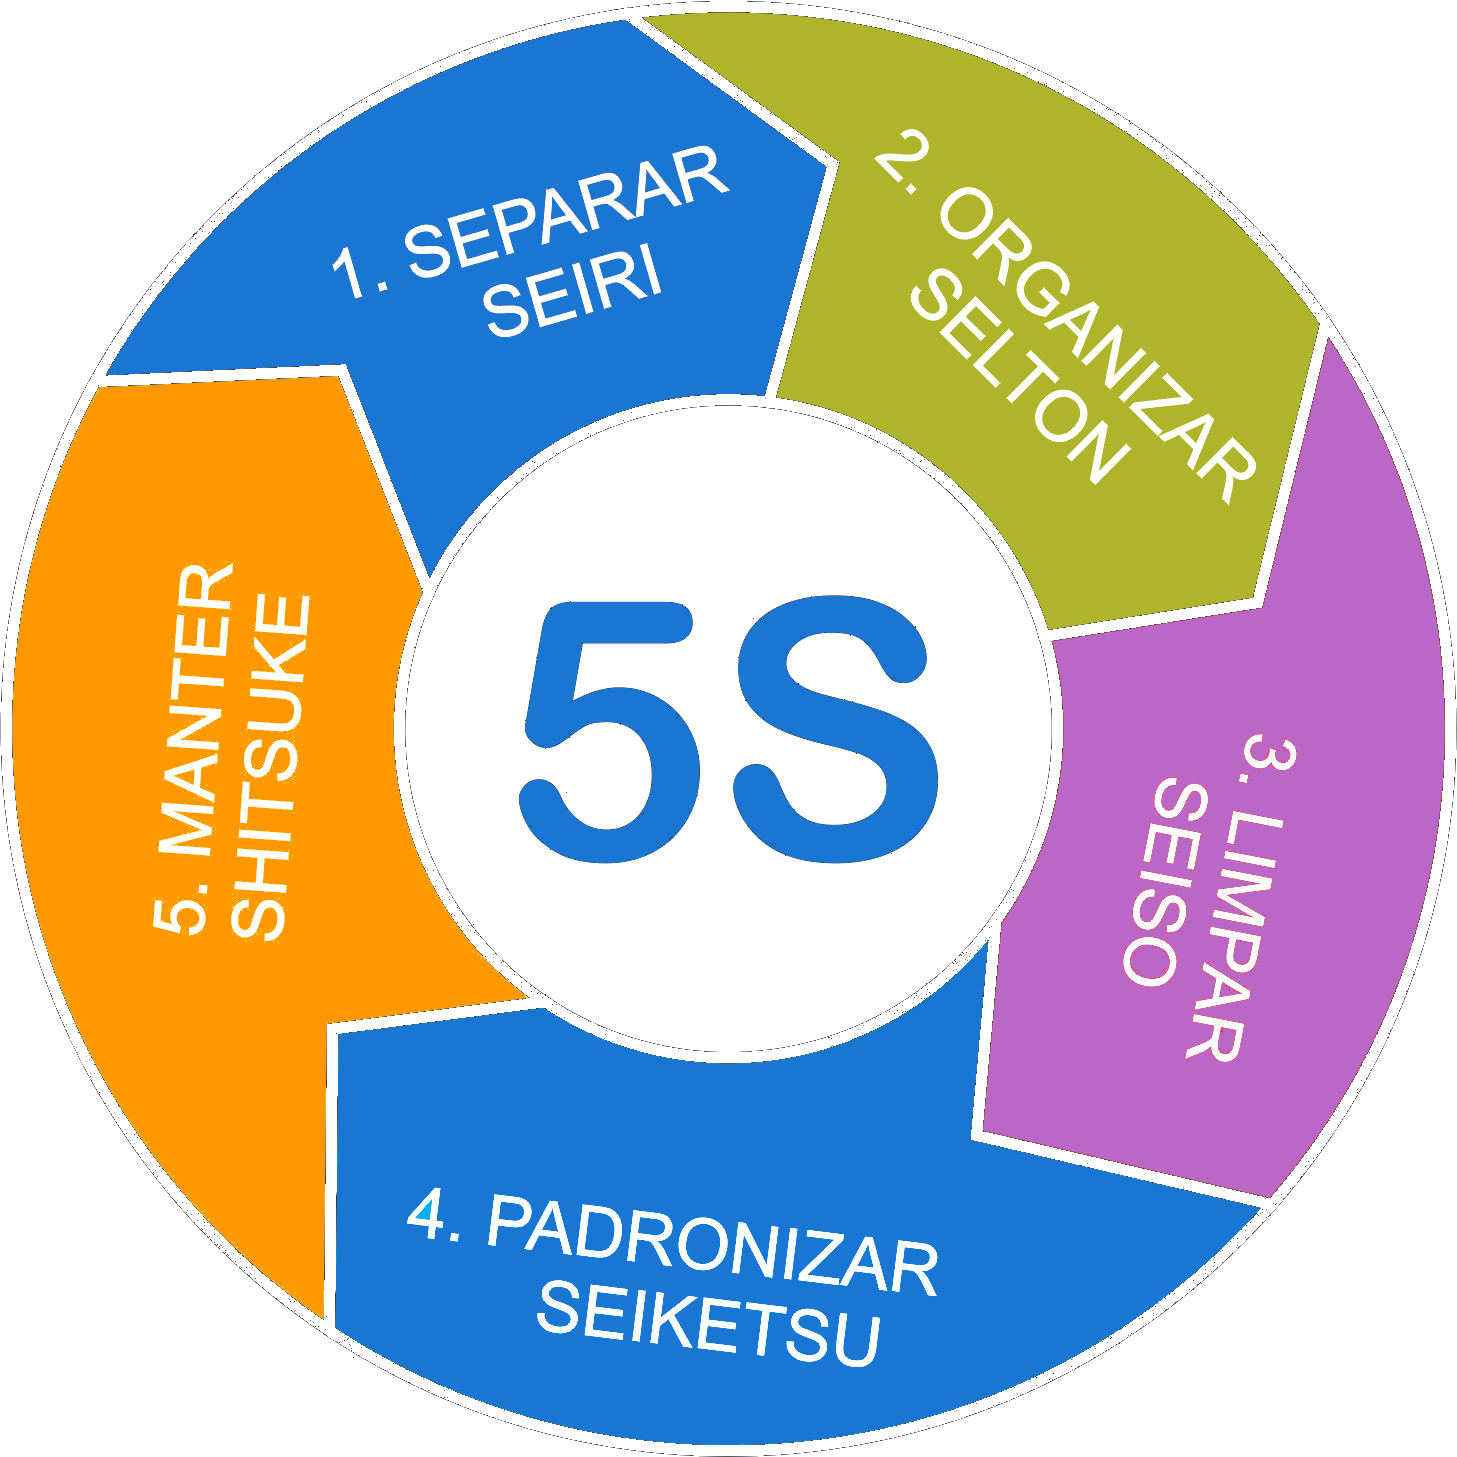 1. SEPARAR
SEIRI
2. ORGANIZAR
SELTON
3. LIMPAR
SEISO
4. PADRONIZAR
SEIKETSU
5. MANTER
SHITSUKE
5S